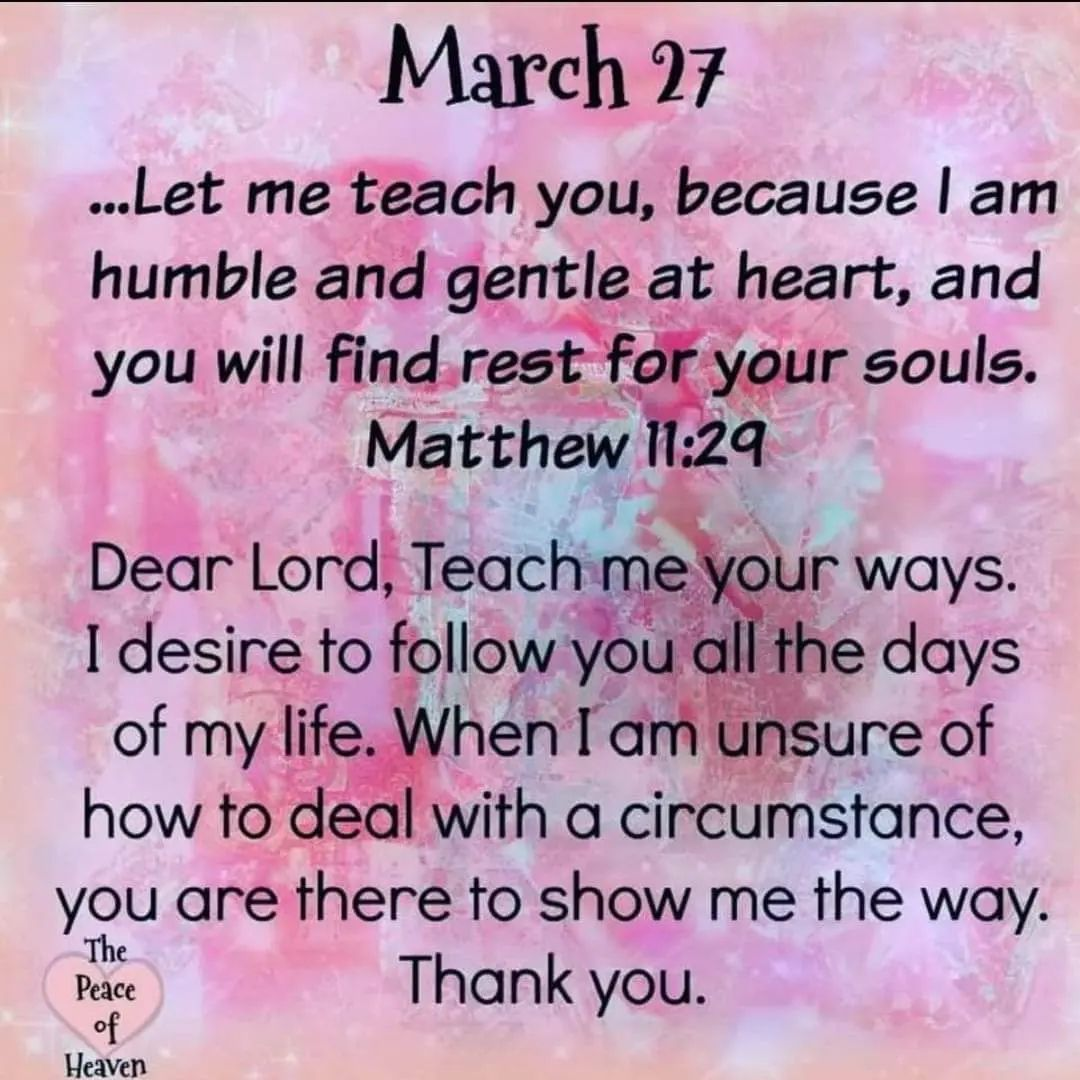 March 27
...Let me teach you, because I am
humble and gentle at heart, and
you will find rest for your souls.
Matthew 11:29
Dear Lord, Teach me your ways.
I desire to follow you all the days
of my life. When I am unsure of
how to deal with a circumstance,
you are there to show me the way.
Thank you.
The
Peace
of
Heaven